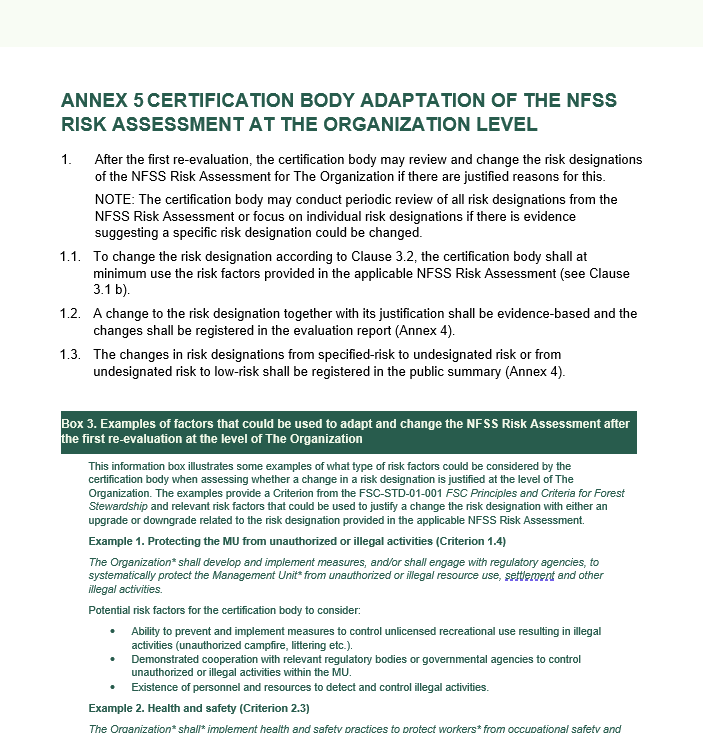 ANNEX 5 CERTIFICATION BODY ADAPTATION OF THE NFSS
RISK ASSESSMENT AT THE ORGANIZATION LEVEL
1. After the first re-evaluation, the certification body may review and change the risk designations
of the NFSS Risk Assessment for The Organization if there are justified reasons for this.
NOTE: The certification body may conduct periodic review of all risk designations from the
NFSS Risk Assessment or focus on individual risk designations if there is evidence
suggesting a specific risk designation could be changed.
1.1. To change the risk designation according to Clause 3.2, the certification body shall at
minimum use the risk factors provided in the applicable NFSS Risk Assessment (see Clause
3.1 b).
1.2. A change to the risk designation together with its justification shall be evidence-based and the
changes shall be registered in the evaluation report (Annex 4).
1.3. The changes in risk designations from specified-risk to undesignated risk or from
undesignated risk to low-risk shall be registered in the public summary (Annex 4).
Box 3. Examples of factors that could be used to adapt and change the NFSS Risk Assessment after
the first re-evaluation at the level of The Organization
This information box illustrates some examples of what type of risk factors could be considered by the
certification body when assessing whether a change in a risk designation is justified at the level of The
Organization. The examples provide a Criterion from the FSC-STD-01-001 FSC Principles and Criteria for Forest
Stewardship and relevant risk factors that could be used to justify a change the risk designation with either an
upgrade or downgrade related to the risk designation provided in the applicable NFSS Risk Assessment.
Example 1. Protecting the MU from unauthorized or illegal activities (Criterion 1.4)
The Organization* shall develop and implement measures, and/or shall engage with regulatory agencies, to
systematically protect the Management Unit* from unauthorized or illegal resource use, settlement and other
illegal activities.
Potential risk factors for the certification body to consider:
• Ability to prevent and implement measures to control unlicensed recreational use resulting in illegal
activities (unauthorized campfire, littering etc.).
• Demonstrated cooperation with relevant regulatory bodies or governmental agencies to control
unauthorized or illegal activities within the MU.
• Existence of personnel and resources to detect and control illegal activities.
Example 2. Health and safety (Criterion 2.3)
The Organization* shall* implement health and safety practices to protect workers* from occupational safety and